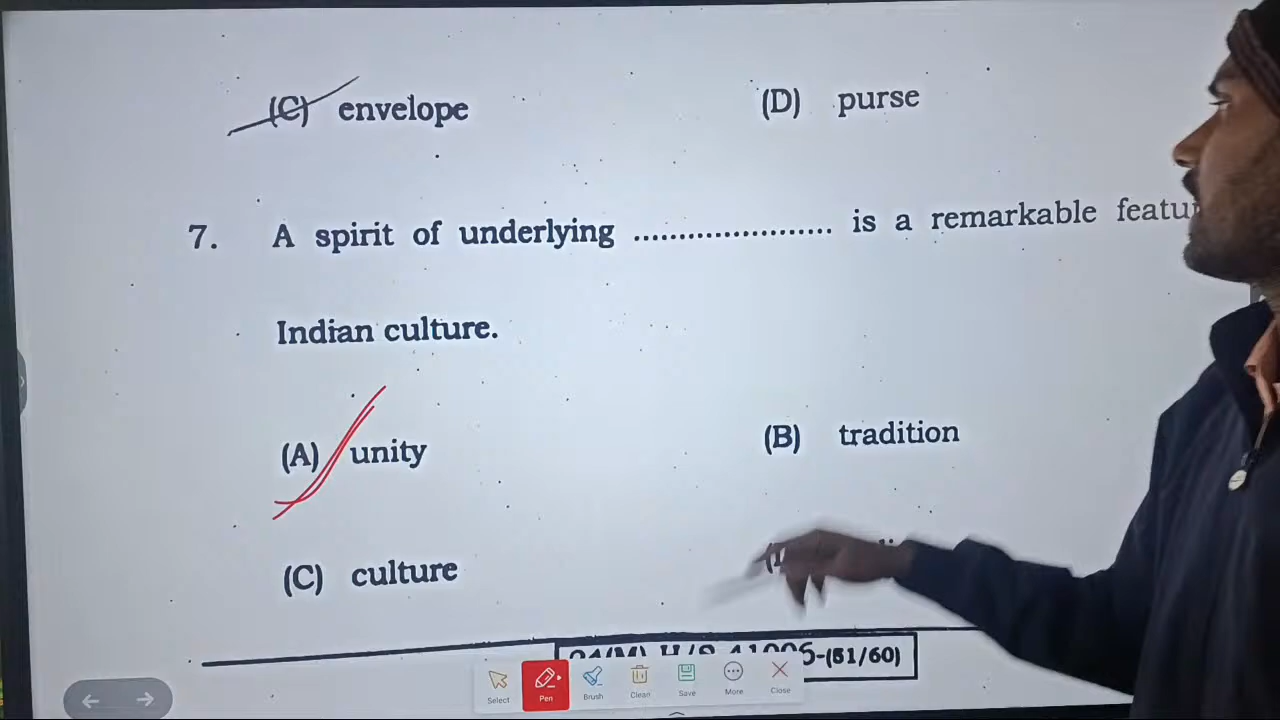 (C) envelope (D) purse
7. A spirit of underlying ...................... is a remarkable
Indian culture.
(A) unity (B) tradition
(C) culture
5-(51/60)
Select Pen Brush Clean Save More Close